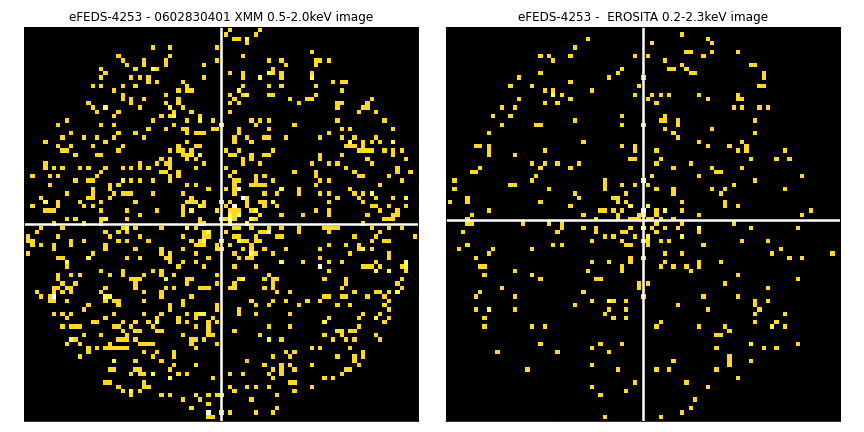 eFEDS-4253 - 0602830401 XMM 0.5-2.0keV image
eFEDS-4253 - EROSITA 0.2-2.3keV image